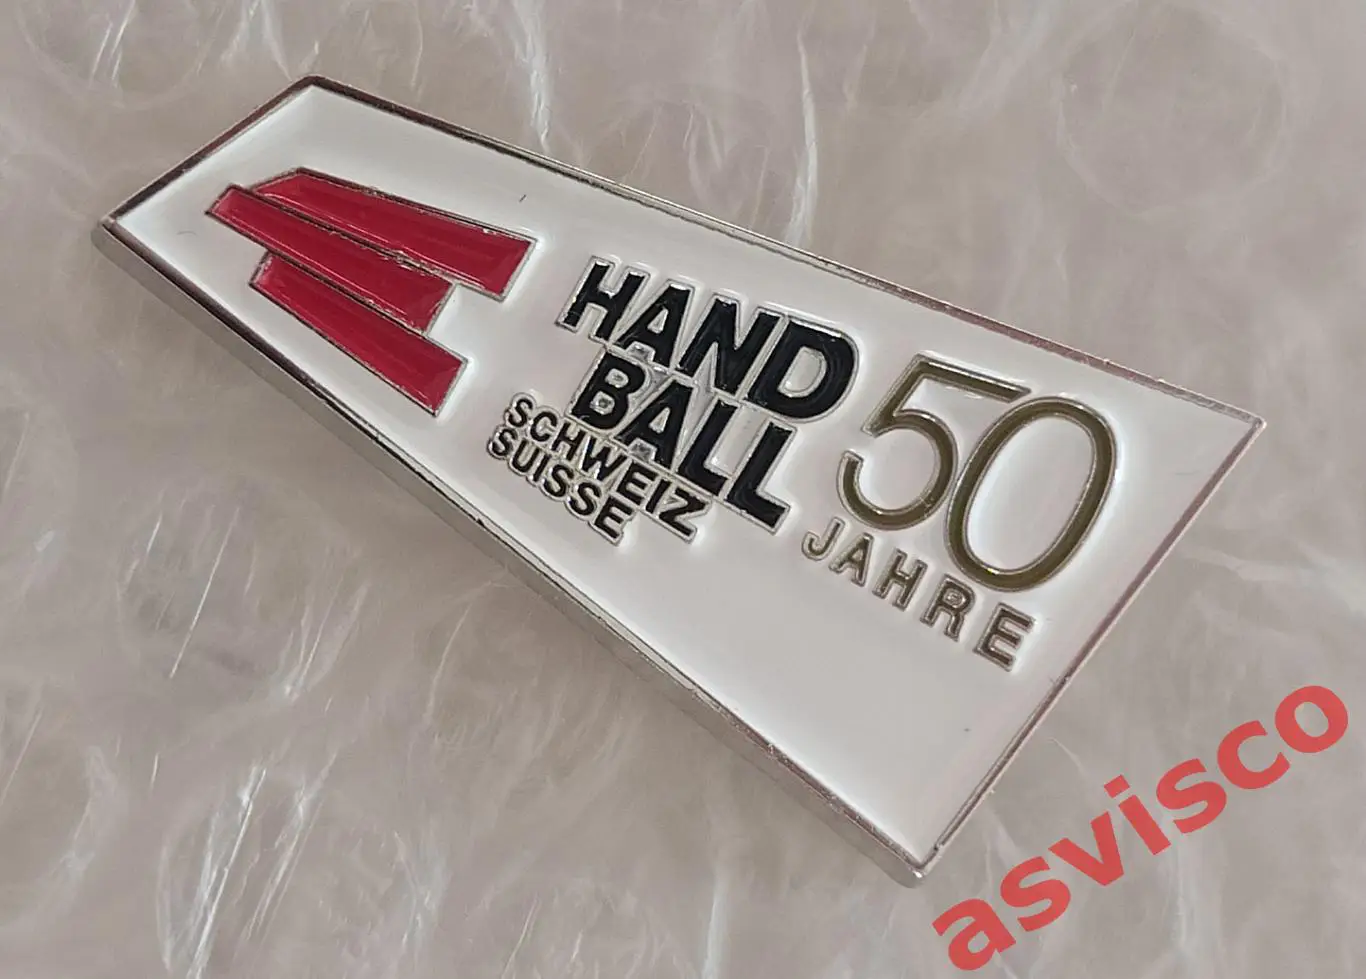 HAND
BALL
SCHWEIZ
SUISSE
50
JAHRE
asvisco